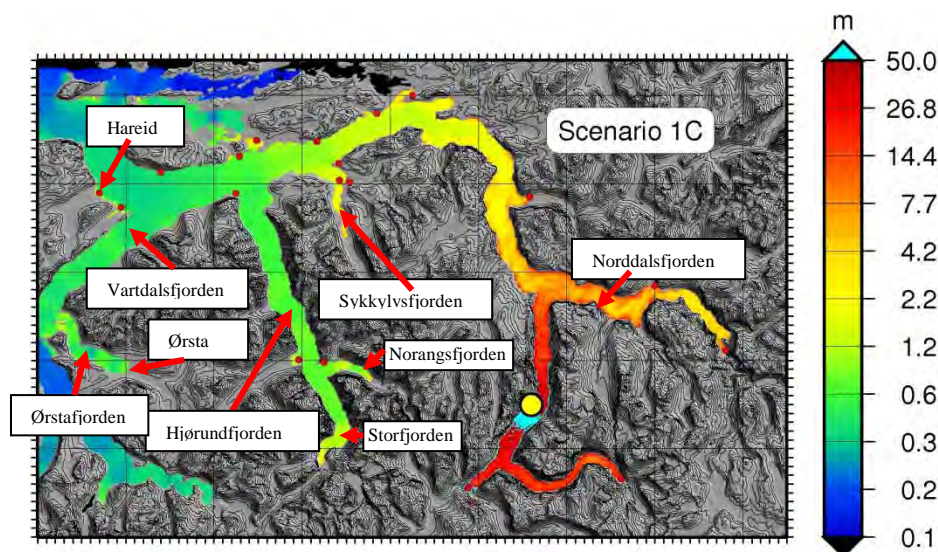 m
50.0
26.8
14.4
7.7
4.2
2.2
1.2
0.6
0.3
0.2
0.1
Scenario 1C
Hareid
Norddalsfjorden
Vartdalsfjorden
Sykkylvsfjorden
Ørsta
Norangsfjorden
Ørstafjorden
Hjørundfjorden
Storfjorden